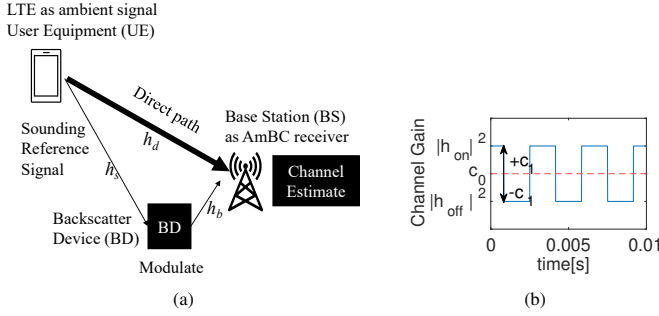 LTE as ambient signal
User Equipment (UE)
Direct path
h_d
Sounding
Reference
Signal
h_s
Base Station (BS)
as AmBC receiver
Channel
Estimate
Backscatter
Device (BD)
BD
h_b
Modulate
(a)
Channel Gain
|h_on|^2
c_0
|h_off|^2
+c_1
-c_1
0
0.005
0.01
time[s]
(b)